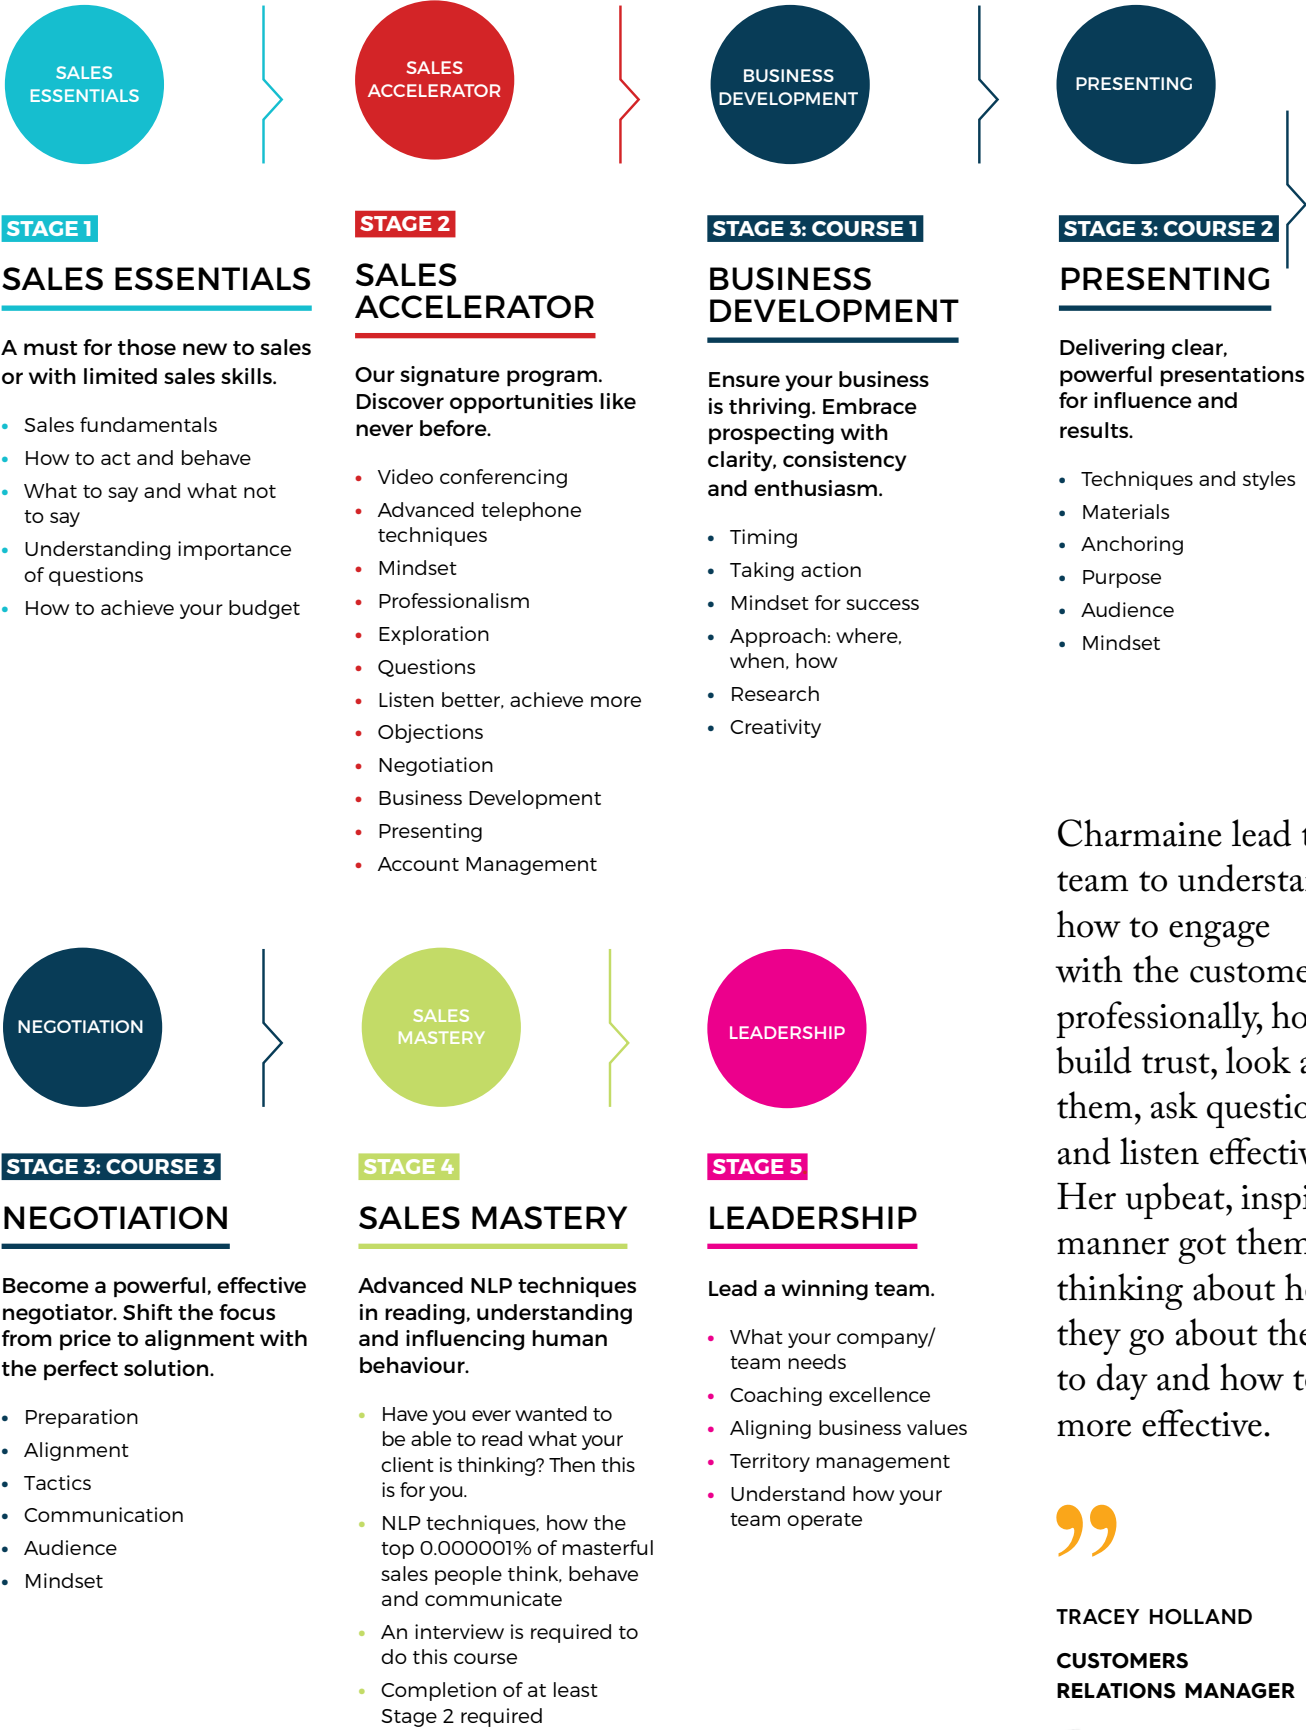 SALES
ESSENTIALS
SALES
ACCELERATOR
BUSINESS
DEVELOPMENT
PRESENTING
STAGE 1
SALES ESSENTIALS
A must for those new to sales
or with limited sales skills.
• Sales fundamentals
• How to act and behave
• What to say and what not
to say
• Understanding importance
of questions
• How to achieve your budget
STAGE 2
SALES
ACCELERATOR
Our signature program.
Discover opportunities like
never before.
• Video conferencing
• Advanced telephone
techniques
• Mindset
• Professionalism
• Exploration
• Questions
• Listen better, achieve more
• Objections
• Negotiation
• Business Development
• Presenting
• Account Management
STAGE 3: COURSE 1
BUSINESS
DEVELOPMENT
Ensure your business
is thriving. Embrace
prospecting with
clarity, consistency
and enthusiasm.
• Timing
• Taking action
• Mindset for success
• Approach: where,
when, how
• Research
• Creativity
STAGE 3: COURSE 2
PRESENTING
Delivering clear,
powerful presentations
for influence and
results.
• Techniques and styles
• Materials
• Anchoring
• Purpose
• Audience
• Mindset
NEGOTIATION
SALES
MASTERY
LEADERSHIP
STAGE 3: COURSE 3
NEGOTIATION
Become a powerful, effective
negotiator. Shift the focus
from price to alignment with
the perfect solution.
• Preparation
• Alignment
• Tactics
• Communication
• Audience
• Mindset
STAGE 4
SALES MASTERY
Advanced NLP techniques
in reading, understanding
and influencing human
behaviour.
• Have you ever wanted to
be able to read what your
client is thinking? Then this
is for you.
• NLP techniques, how the
top 0.000001% of masterful
sales people think, behave
and communicate
• An interview is required to
do this course
• Completion of at least
Stage 2 required
STAGE 5
LEADERSHIP
Lead a winning team.
• What your company/
team needs
• Coaching excellence
• Aligning business values
• Territory management
• Understand how your
team operate
Charmaine lead
team to
how to engage
with the
professionally,
build trust, look
them, ask
and listen
Her upbeat,
manner got
thinking about
they go about
to day and how
more effective.
”
TRACEY HOLLAND
CUSTOMERS
RELATIONS MANAGER